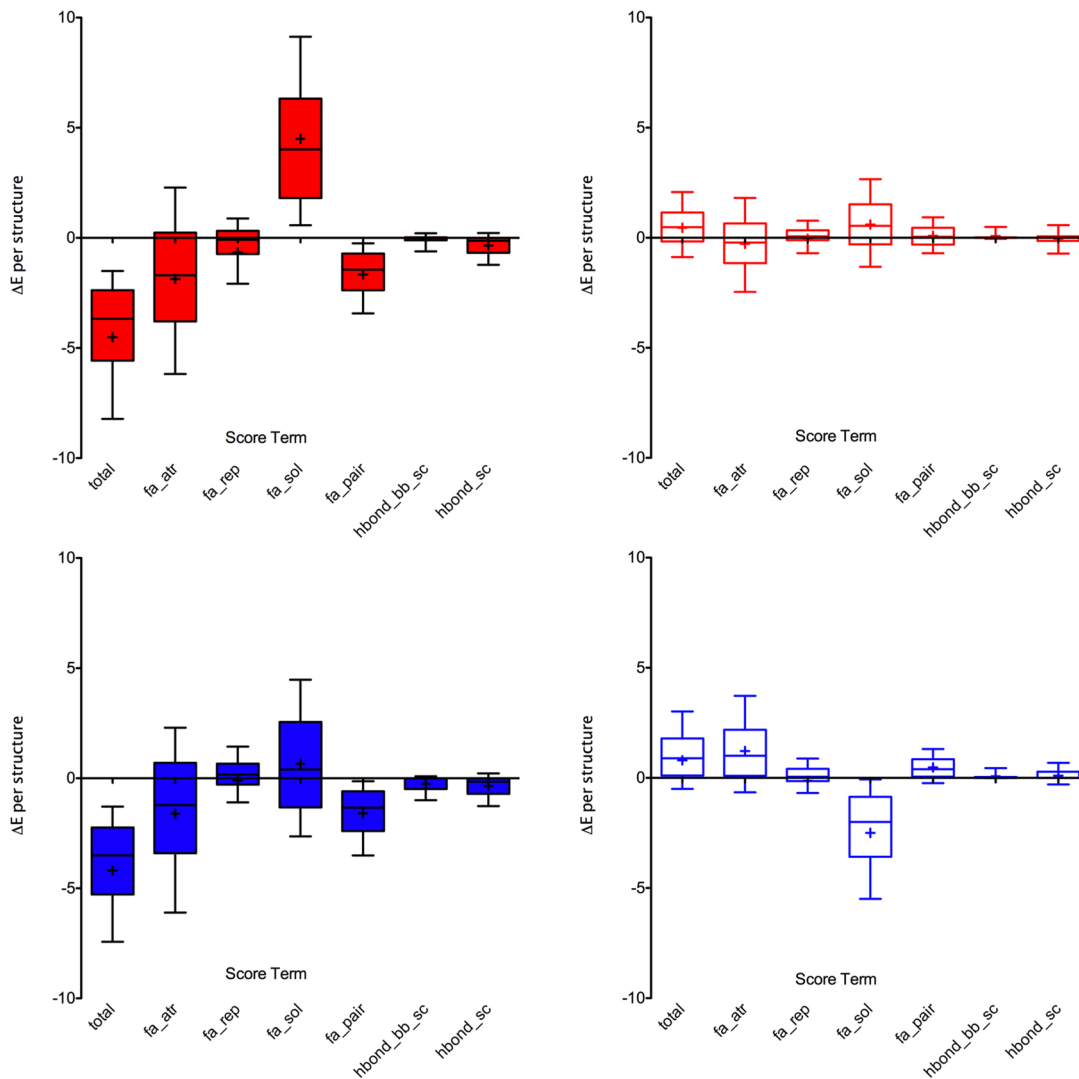 10
5
0
-5
-10
ΔE per structure
Score Term
total
fa_atr
fa_rep
fa_sol
fa_pair
hbond_bb_sc
hbond_sc
10
5
0
-5
-10
ΔE per structure
Score Term
total
fa_atr
fa_rep
fa_sol
fa_pair
hbond_bb_sc
hbond_sc
10
5
0
-5
-10
ΔE per structure
Score Term
total
fa_atr
fa_rep
fa_sol
fa_pair
hbond_bb_sc
hbond_sc
10
5
0
-5
-10
ΔE per structure
Score Term
total
fa_atr
fa_rep
fa_sol
fa_pair
hbond_bb_sc
hbond_sc